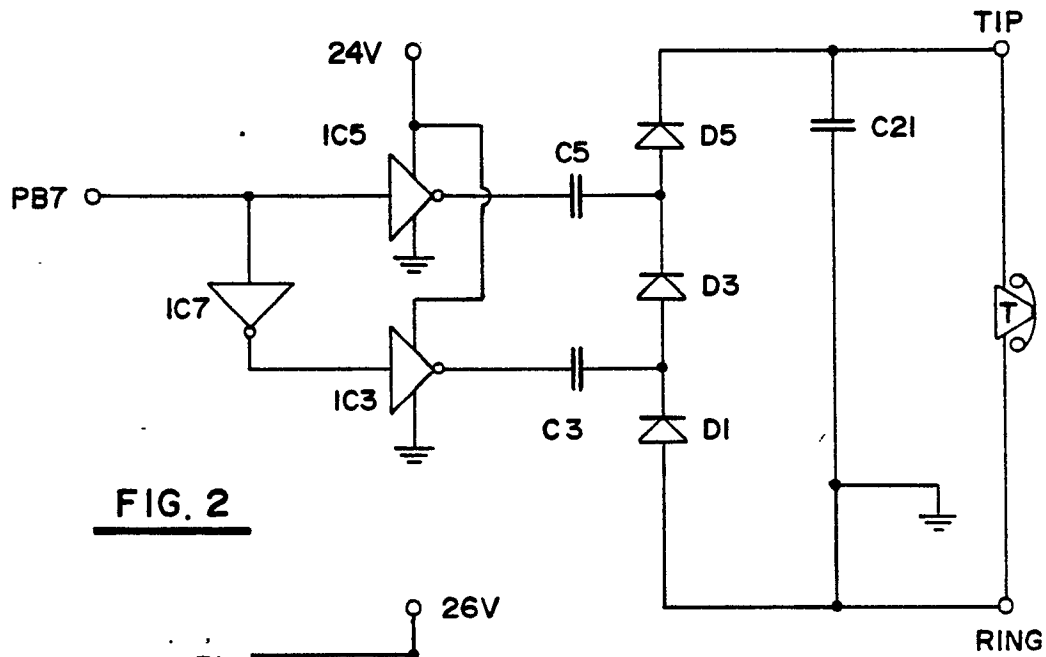 TIP
24V
IC5
D5
C21
C5
PB7
D3
IC7
T
IC3
C3
D1
FIG. 2
26V
RING